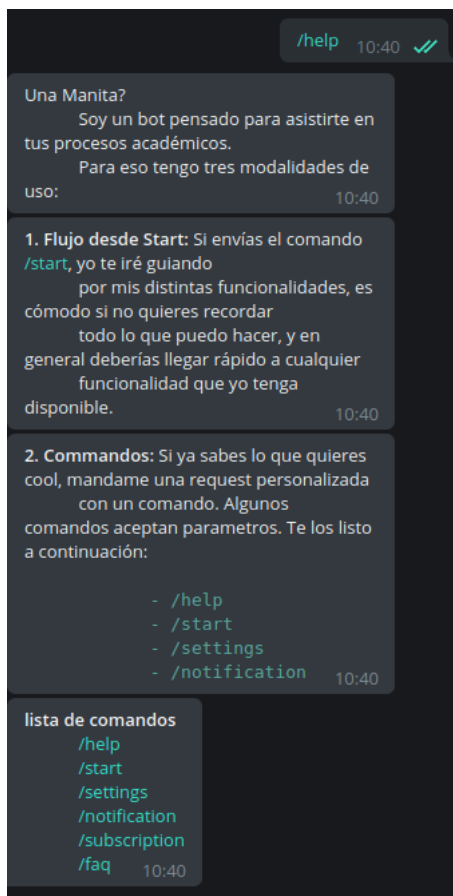 /help 10:40
Una Manita?
Soy un bot pensado para asistirte en
tus procesos académicos.
Para eso tengo tres modalidades de
uso: 10:40
1. Flujo desde Start: Si envías el comando
/start, yo te iré guiando
por mis distintas funcionalidades, es
cómodo si no quieres recordar
todo lo que puedo hacer, y en
general deberías llegar rápido a cualquier
funcionalidad que yo tenga
disponible. 10:40
2. Commandos: Si ya sabes lo que quieres
cool, mandame una request personalizada
con un comando. Algunos
comandos aceptan parametros. Te los listo
a continuación:
- /help
- /start
- /settings
- /notification 10:40
lista de comandos
/help
/start
/settings
/notification
/subscription
/faq 10:40